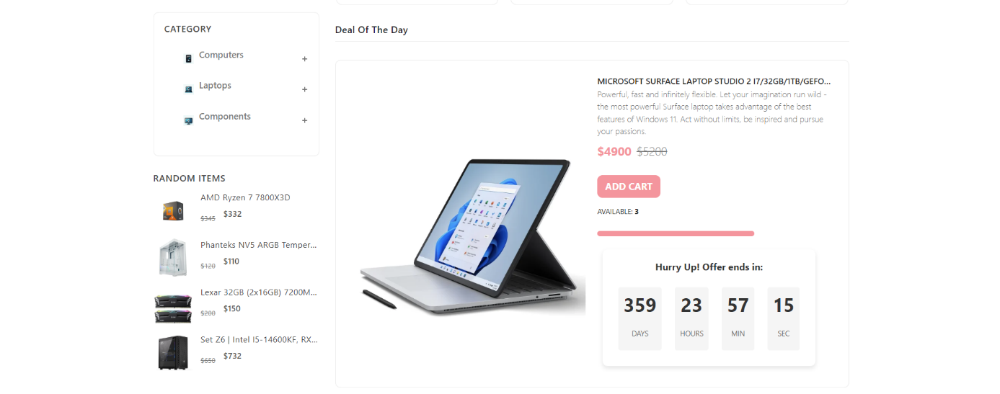 CATEGORY
Computers
+
Laptops
+
Components
+
RANDOM ITEMS
AMD Ryzen 7 7800X3D
$345 $332
Phanteks NV5 ARGB Temper...
$120 $110
Lexar 32GB (2x16GB) 7200M...
$200 $150
Set Z6 | Intel I5-14600KF, RX...
$650 $732
Deal Of The Day
MICROSOFT SURFACE LAPTOP STUDIO 2 I7/32GB/1TB/GEFO...
Powerful, fast and infinitely flexible. Let your imagination run wild -
the most powerful Surface laptop takes advantage of the best
features of Windows 11. Act without limits, be inspired and pursue
your passions.
$4900 $5200
ADD CART
AVAILABLE: 3
Hurry Up! Offer ends in:
359 23 57 15
DAYS HOURS MIN SEC